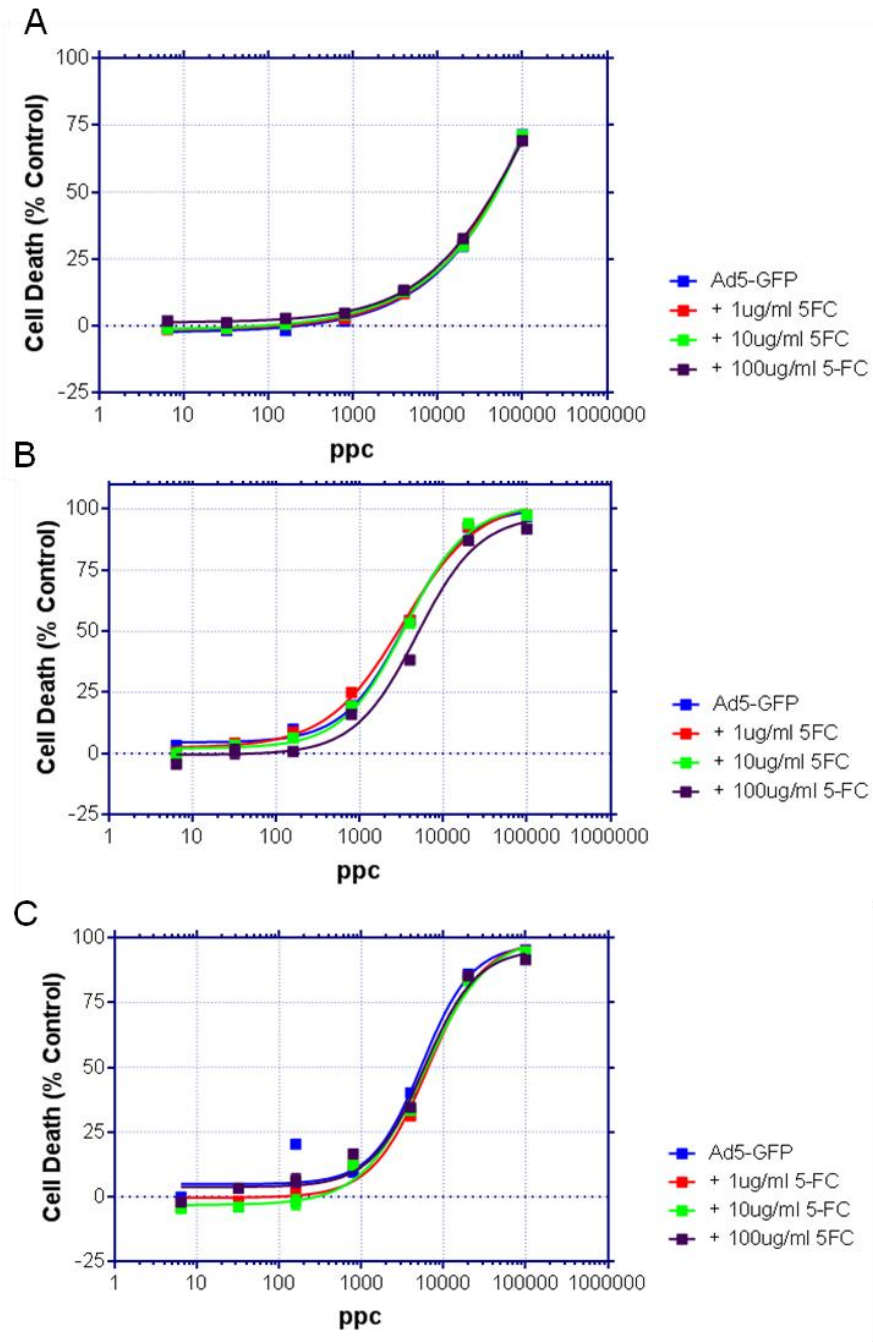 A
Cell Death (% Control)
100
75
50
25
0
-25
1 10 100 1000 10000 100000 1000000
ppc
Ad5-GFP
+ 1ug/ml 5FC
+ 10ug/ml 5FC
+ 100ug/ml 5-FC
B
Cell Death (% Control)
100
75
50
25
0
-25
1 10 100 1000 10000 100000 1000000
ppc
Ad5-GFP
+ 1ug/ml 5FC
+ 10ug/ml 5FC
+ 100ug/ml 5-FC
C
Cell Death (% Control)
100
75
50
25
0
-25
1 10 100 1000 10000 100000 1000000
ppc
Ad5-GFP
+ 1ug/ml 5-FC
+ 10ug/ml 5-FC
+ 100ug/ml 5FC